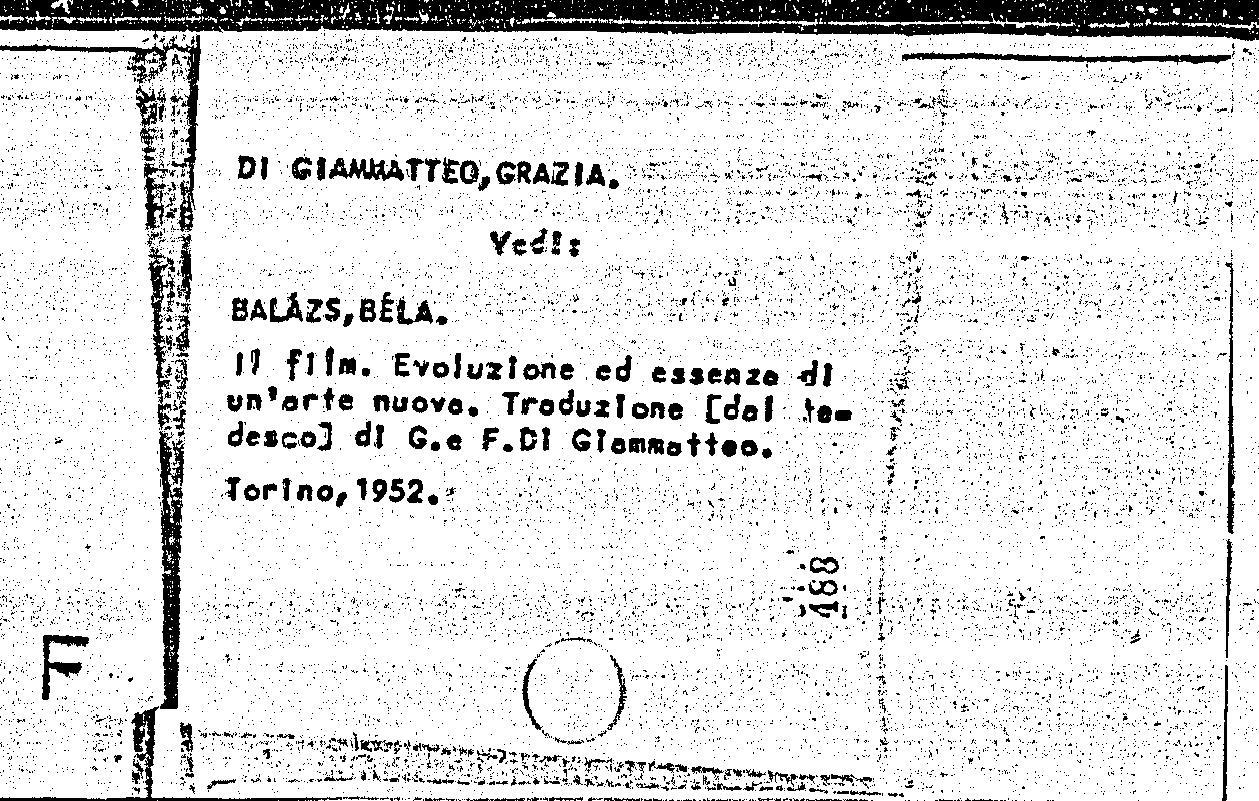 DI GIAMMATTEO,GRAZIA.
Vedi:
BALÁZS,BÉLA.
Il film. Evoluzione ed essenza di
un'arte nuova. Traduzione [dal te=
desco] di G.e F.Di Giammatteo.
Torino,1952.
488
F